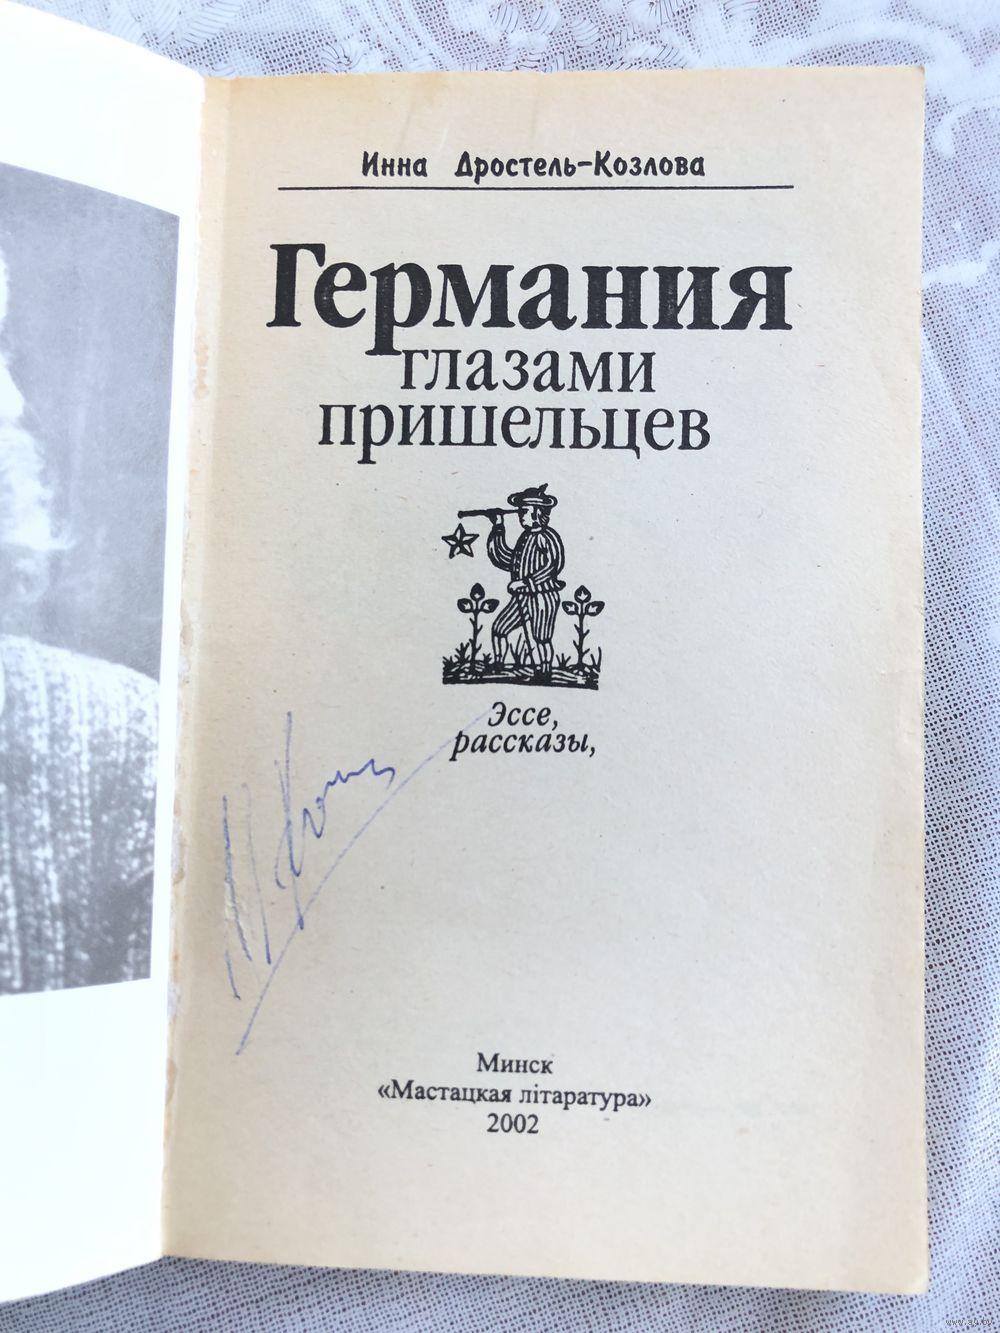 Инна Дростель-Козлова
Германия
глазами
пришельцев
Эссе,
рассказы,
Минск
«Мастацкая літаратура»
2002